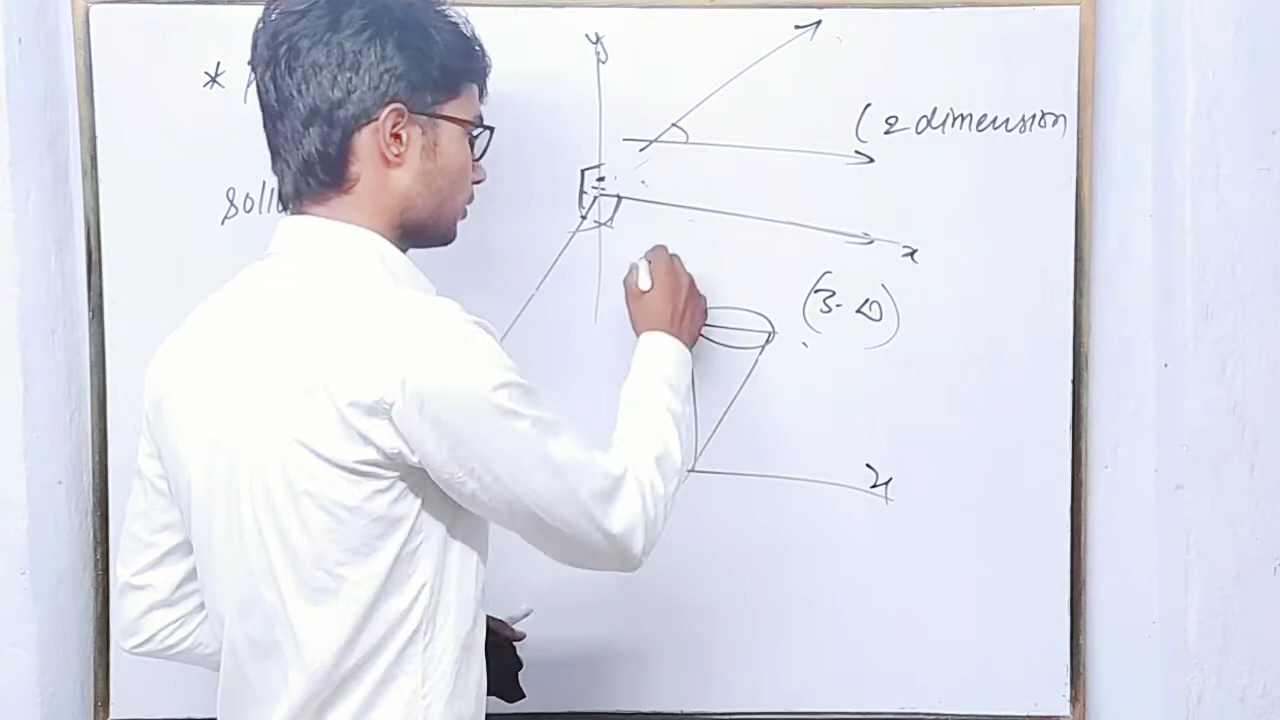 *
y
(2 dimension
x
(3-D)
x